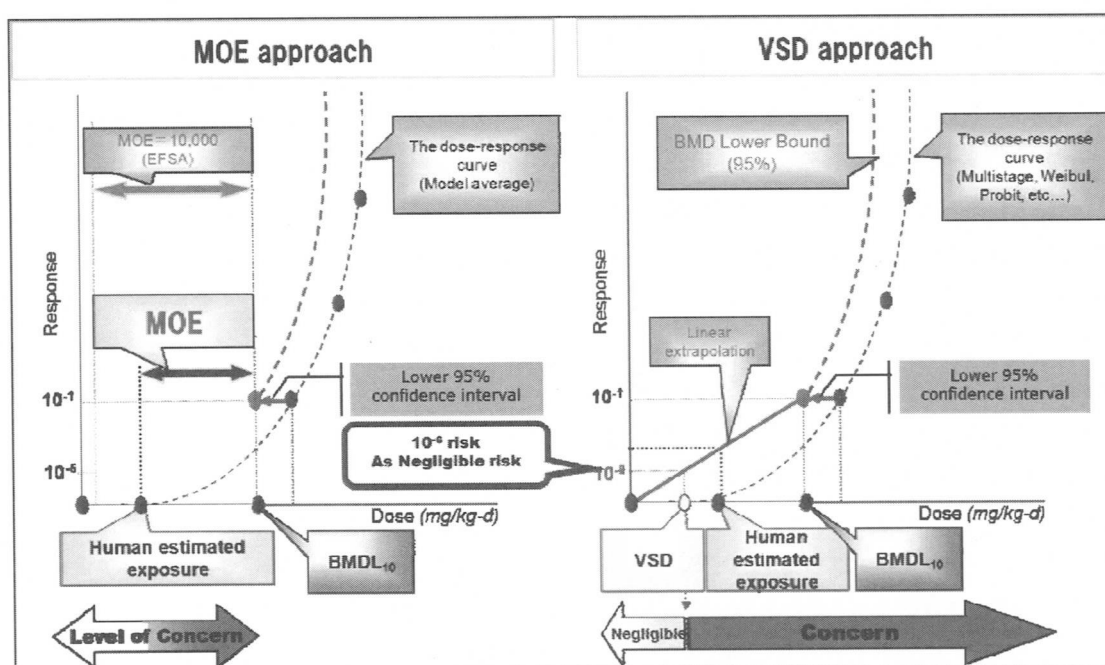 MOE approach
MOE=10,000
(EFSA)
The dose-response
curve
(Model average)
Response
MOE
Lower 95%
confidence interval
10⁻¹
10⁻⁵
Dose (mg/kg-d)
Human estimated
exposure
BMDL₁₀
Level of Concern
VSD approach
BMD Lower Bound
(95%)
The dose-response
curve
(Multistage, Weibul,
Probit, etc…)
Response
Linear
extrapolation
Lower 95%
confidence interval
10⁻¹
10⁻⁶ risk
As Negligible risk
Dose (mg/kg-d)
VSD
Human
estimated
exposure
BMDL₁₀
Negligible
Concern